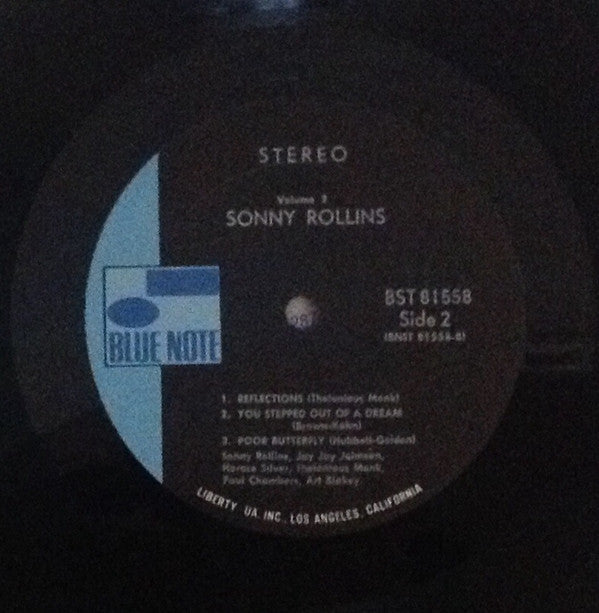 STEREO
Volume 2
SONNY ROLLINS
BST 81558
Side 2
(BNST 81558-B)
BLUE NOTE
1. REFLECTIONS (Thelonious Monk)
2. YOU STEPPED OUT OF A DREAM
(Brown-Kahn)
3. POOR BUTTERFLY (Hubbell-Golden)
Sonny Rollins, Jay Jay Johnson,
Horace Silver, Thelonious Monk,
Paul Chambers, Art Blakey
LIBERTY UA, INC., LOS ANGELES, CALIFORNIA